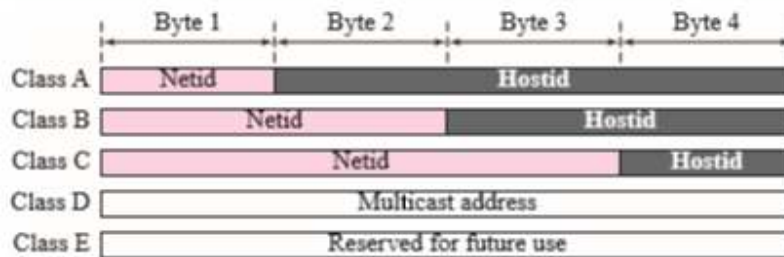 Byte 1 Byte 2 Byte 3 Byte 4
Class A Netid Hostid
Class B Netid Hostid
Class C Netid Hostid
Class D Multicast address
Class E Reserved for future use